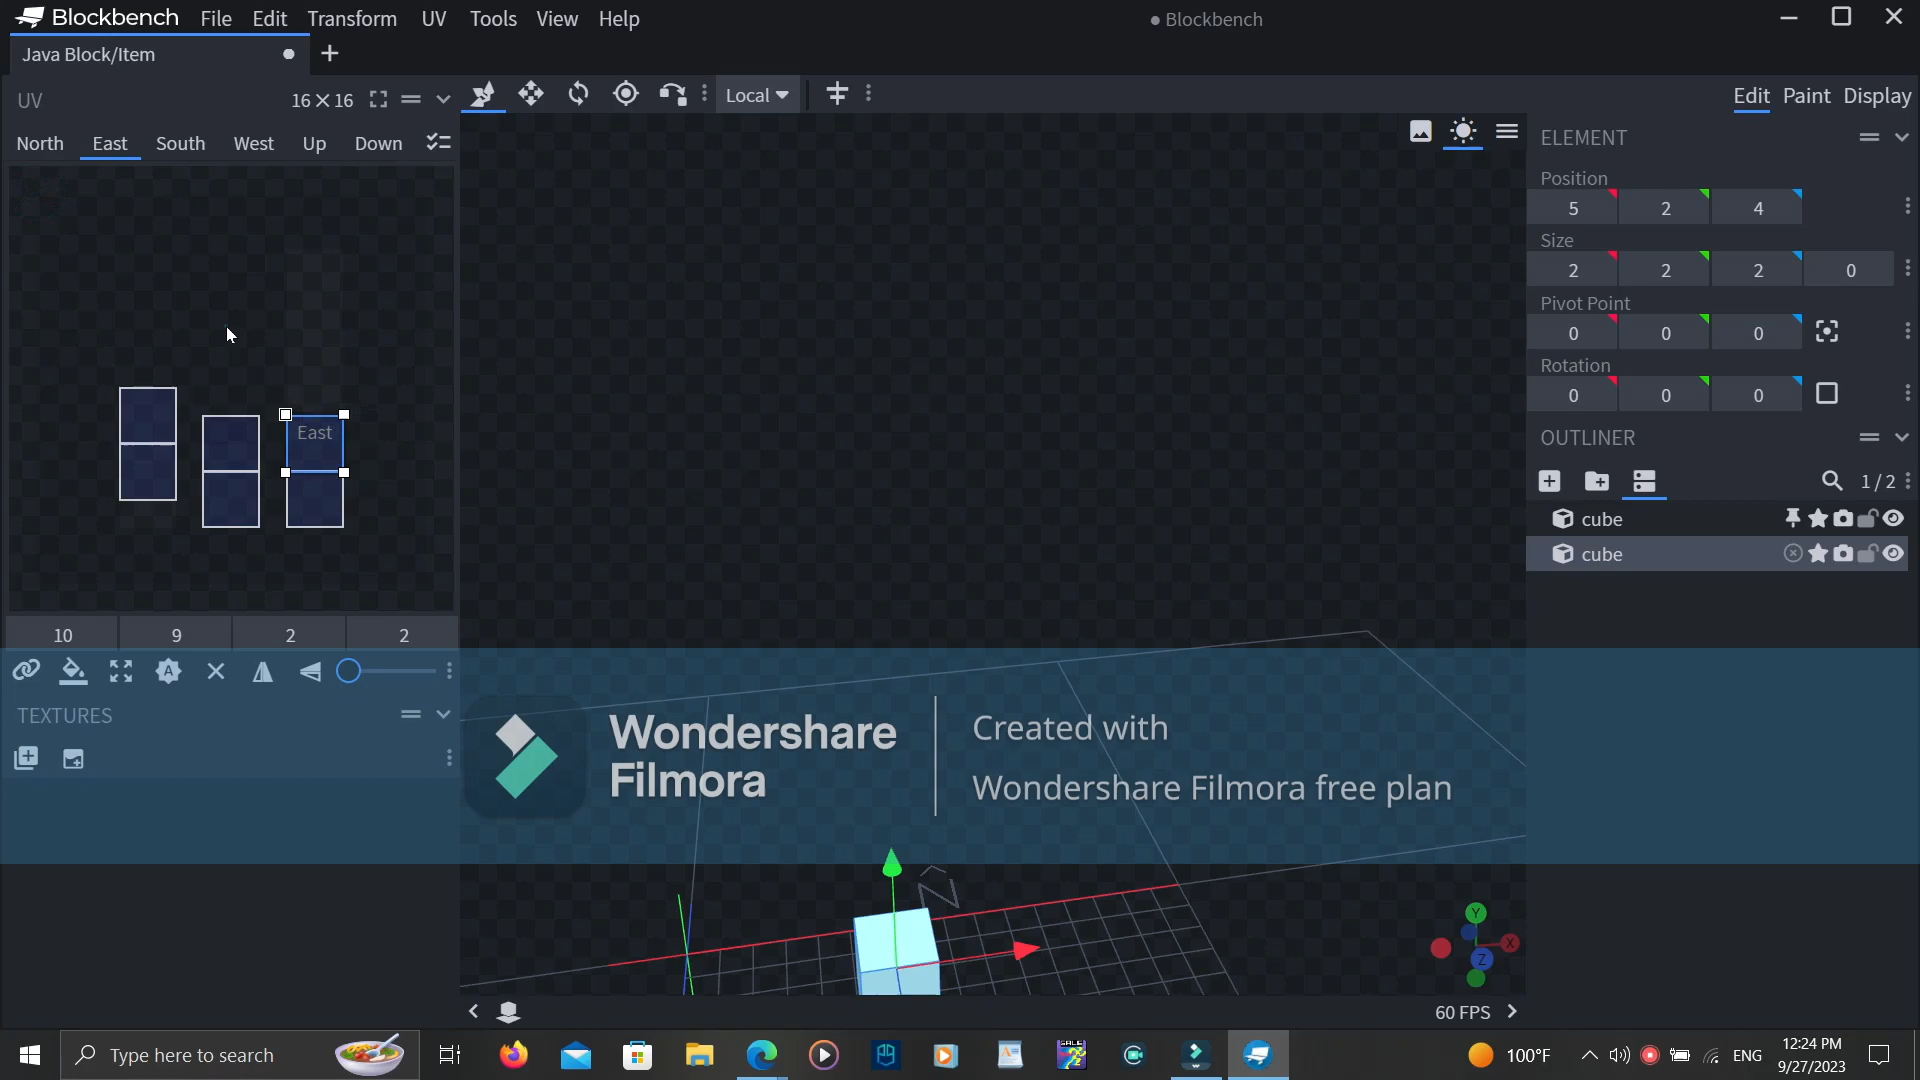 Blockbench File Edit Transform UV Tools View Help
● Blockbench
Java Block/Item
UV 16×16
North East South West Up Down
East
10 9 2 2
TEXTURES
Local
N
Edit Paint Display
ELEMENT
Position
5 2 4
Size
2 2 2 0
Pivot Point
0 0 0
Rotation
0 0 0
OUTLINER
1 / 2
cube
cube
Wondershare
Filmora
Created with
Wondershare Filmora free plan
Y
X
Z
60 FPS
Type here to search
SALE
100°F
ENG
12:24 PM
9/27/2023